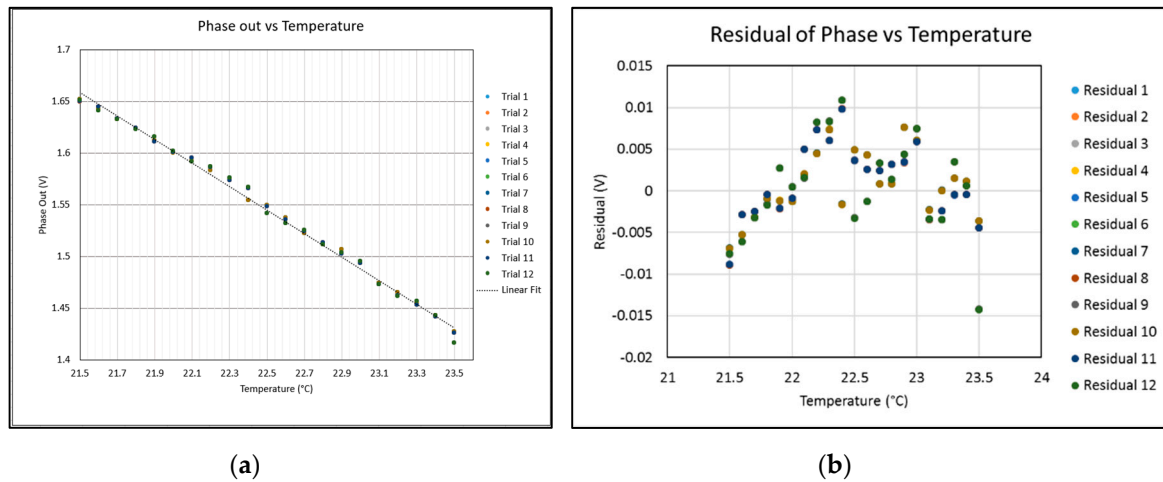 Phase out vs Temperature
1.7
1.65
1.6
1.55
1.5
1.45
1.4
Phase Out (V)
21.5 21.7 21.9 22.1 22.3 22.5 22.7 22.9 23.1 23.3 23.5
Temperature (°C)
Trial 1
Trial 2
Trial 3
Trial 4
Trial 5
Trial 6
Trial 7
Trial 8
Trial 9
Trial 10
Trial 11
Trial 12
Linear Fit
(a)
Residual of Phase vs Temperature
0.015
0.01
0.005
0
-0.005
-0.01
-0.015
-0.02
Residual (V)
21 21.5 22 22.5 23 23.5 24
Temperature (°C)
Residual 1
Residual 2
Residual 3
Residual 4
Residual 5
Residual 6
Residual 7
Residual 8
Residual 9
Residual 10
Residual 11
Residual 12
(b)